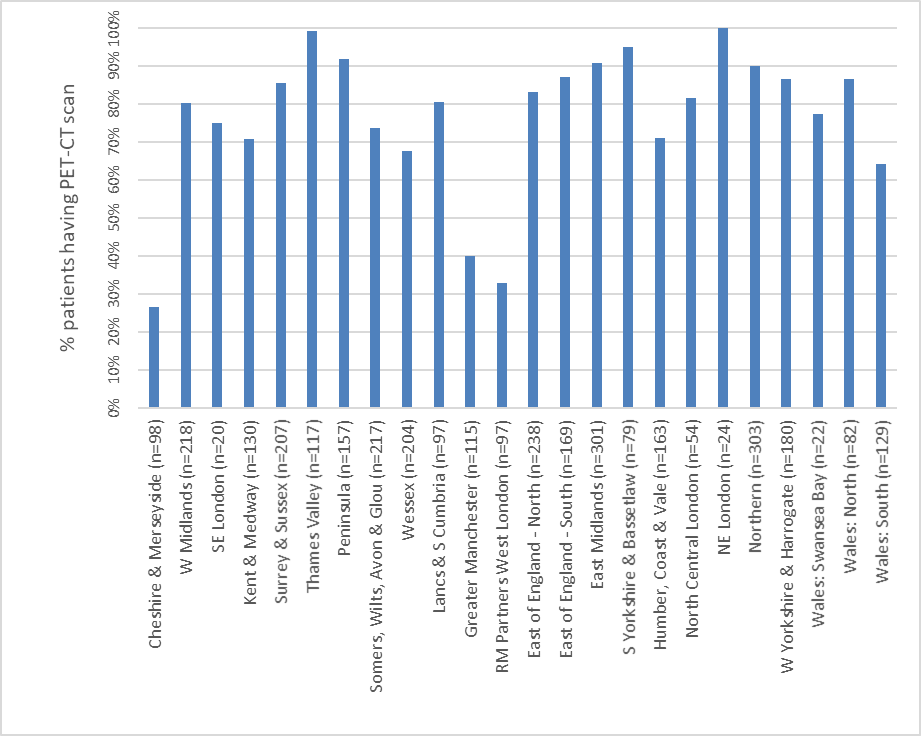 % patients having PET-CT scan
100%
90%
80%
70%
60%
50%
40%
30%
20%
10%
0%
Cheshire & Merseyside (n=98)
W Midlands (n=218)
SE London (n=20)
Kent & Medway (n=130)
Surrey & Sussex (n=207)
Thames Valley (n=117)
Peninsula (n=157)
Somers, Wilts, Avon & Glou (n=217)
Wessex (n=204)
Lancs & S Cumbria (n=97)
Greater Manchester (n=115)
RM Partners West London (n=97)
East of England - North (n=238)
East of England - South (n=169)
East Midlands (n=301)
S Yorkshire & Bassetlaw (n=79)
Humber, Coast & Vale (n=163)
North Central London (n=54)
NE London (n=24)
Northern (n=303)
W Yorkshire & Harrogate (n=180)
Wales: Swansea Bay (n=22)
Wales: North (n=82)
Wales: South (n=129)